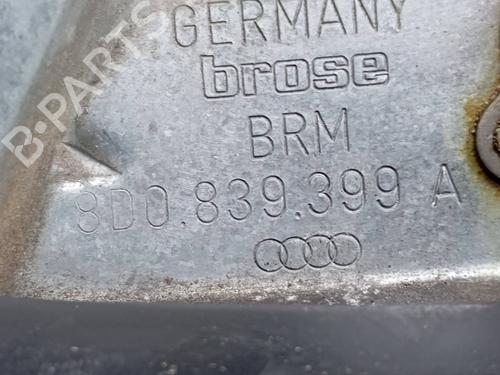 GERMANY
brose
BRM
8D0.839.399 A
B-PARTS